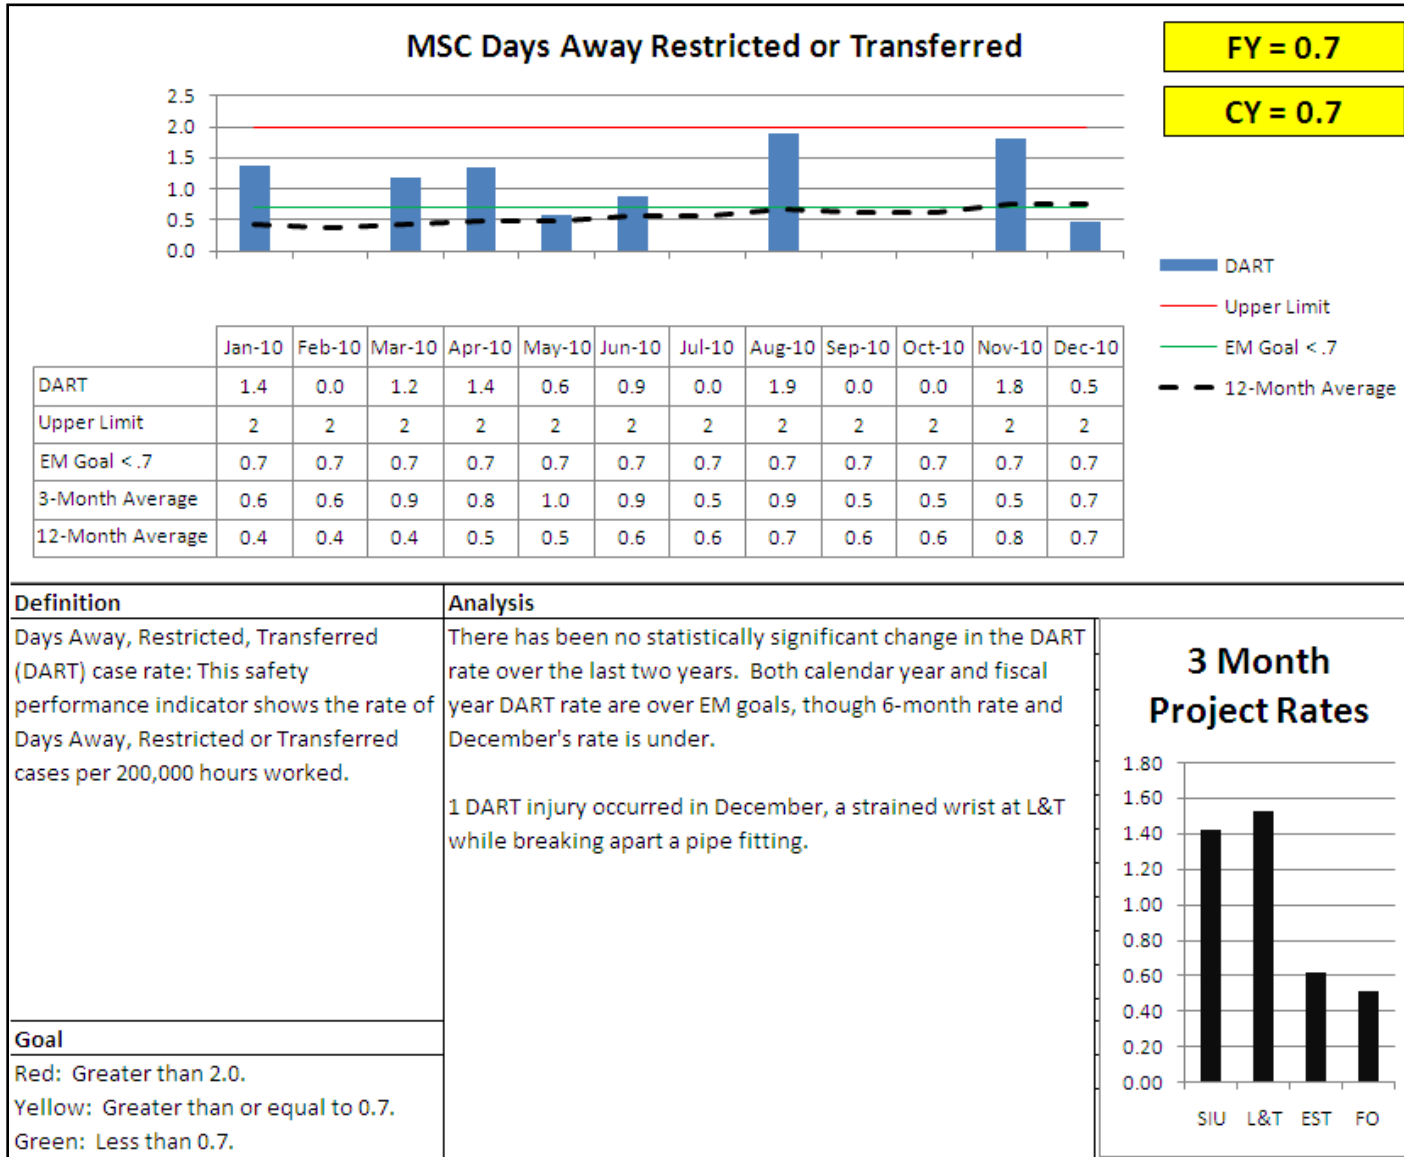 MSC Days Away Restricted or Transferred
FY = 0.7
CY = 0.7
2.5
2.0
1.5
1.0
0.5
0.0
DART
Upper Limit
EM Goal < .7
12-Month Average
Jan-10 Feb-10 Mar-10 Apr-10 May-10 Jun-10 Jul-10 Aug-10 Sep-10 Oct-10 Nov-10 Dec-10
DART 1.4 0.0 1.2 1.4 0.6 0.9 0.0 1.9 0.0 0.0 1.8 0.5
Upper Limit 2 2 2 2 2 2 2 2 2 2 2 2
EM Goal < .7 0.7 0.7 0.7 0.7 0.7 0.7 0.7 0.7 0.7 0.7 0.7 0.7
3-Month Average 0.6 0.6 0.9 0.8 1.0 0.9 0.5 0.9 0.5 0.5 0.5 0.7
12-Month Average 0.4 0.4 0.4 0.5 0.5 0.6 0.6 0.7 0.6 0.6 0.8 0.7
Definition
Days Away, Restricted, Transferred
(DART) case rate: This safety
performance indicator shows the rate of
Days Away, Restricted or Transferred
cases per 200,000 hours worked.
Goal
Red: Greater than 2.0.
Yellow: Greater than or equal to 0.7.
Green: Less than 0.7.
Analysis
There has been no statistically significant change in the DART
rate over the last two years. Both calendar year and fiscal
year DART rate are over EM goals, though 6-month rate and
December's rate is under.
1 DART injury occurred in December, a strained wrist at L&T
while breaking apart a pipe fitting.
3 Month
Project Rates
1.80
1.60
1.40
1.20
1.00
0.80
0.60
0.40
0.20
0.00
SIU L&T EST FO